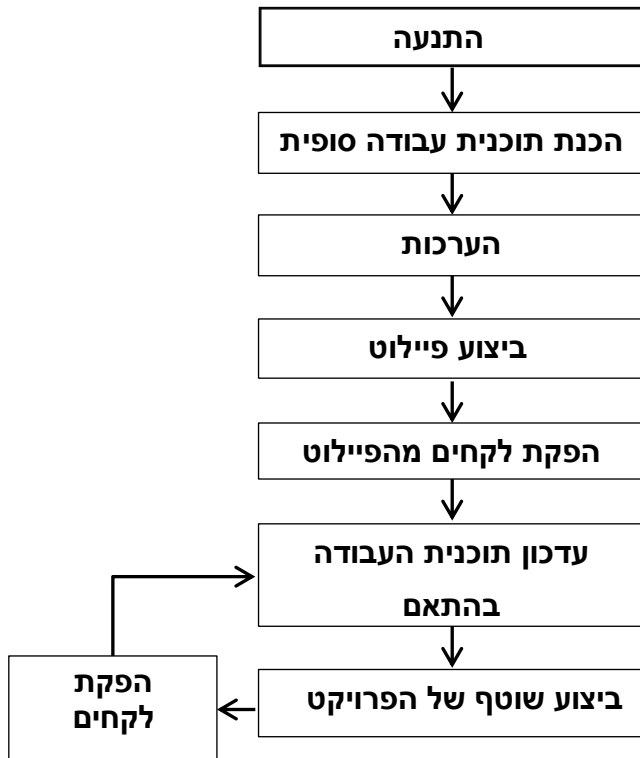 התנעה
הכנת תוכנית עבודה סופית
הערכות
ביצוע פיילוט
הפקת לקחים מהפיילוט
עדכון תוכנית העבודה
בהתאם
ביצוע שוטף של הפרויקט
הפקת
לקחים